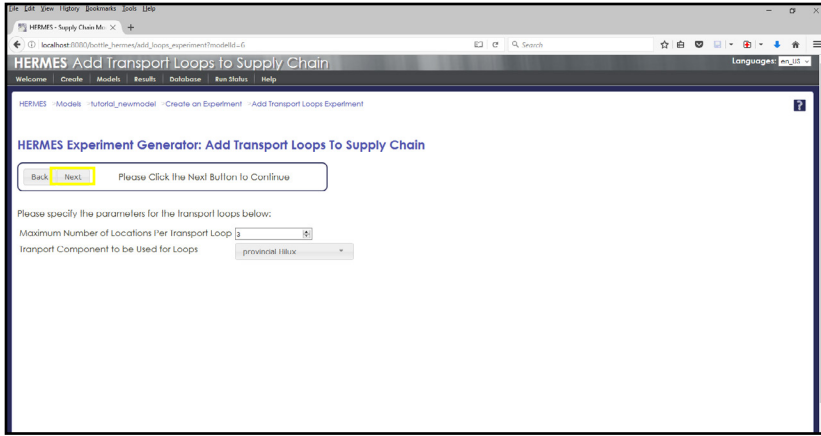 File Edit View History Bookmarks Tools Help
HERMES - Supply Chain Mo
localhost:8080/bottle_hermes/add_loops_experiment?modelId=6
Search
HERMES Add Transport Loops to Supply Chain
Languages: en_US
Welcome Create Models Results Database Run Status Help
HERMES >Models >tutorial_newmodel >Create an Experiment >Add Transport Loops Experiment
?
HERMES Experiment Generator: Add Transport Loops To Supply Chain
Back Next Please Click the Next Button to Continue
Please specify the parameters for the transport loops below:
Maximum Number of Locations Per Transport Loop 3
Tranport Component to be Used for Loops provincial Hilux